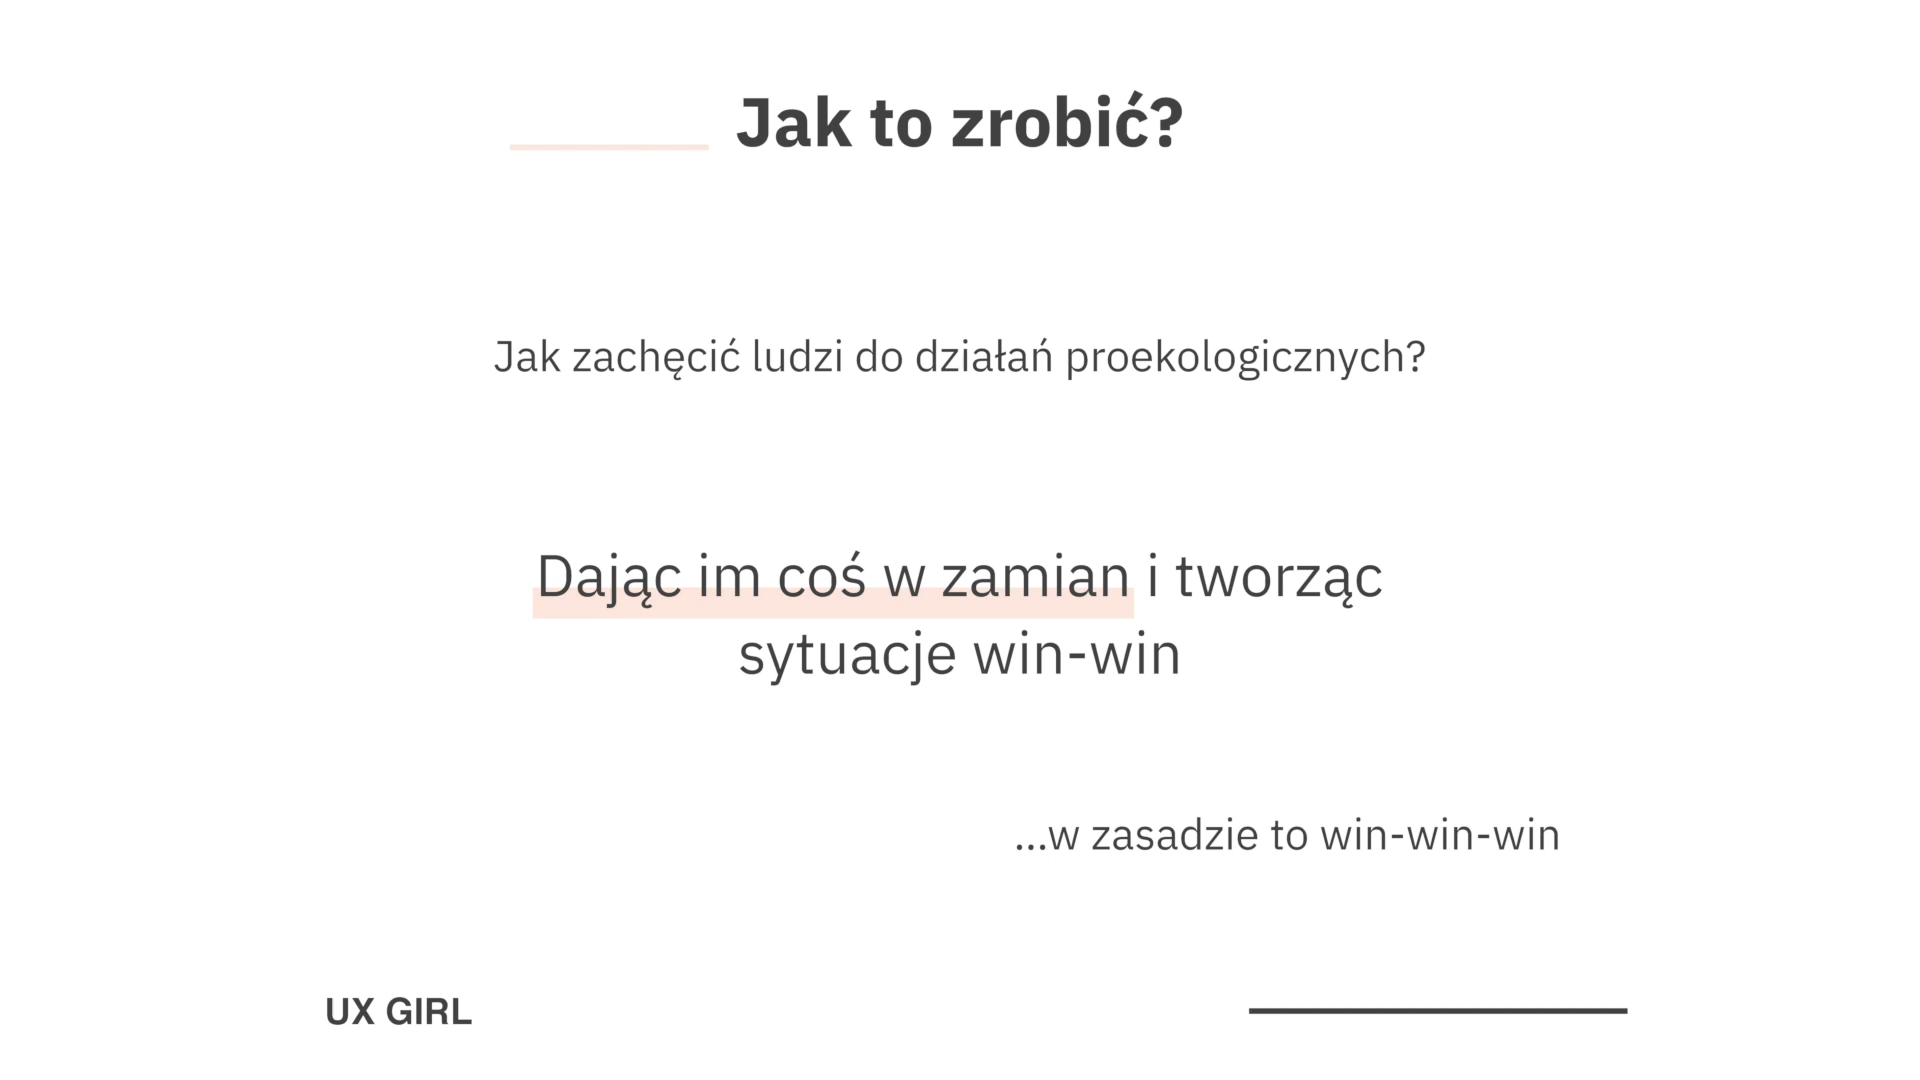 Jak to zrobić?
Jak zachęcić ludzi do działań proekologicznych?
Dając im coś w zamian i tworząc
sytuacje win-win
...w zasadzie to win-win-win
UX GIRL